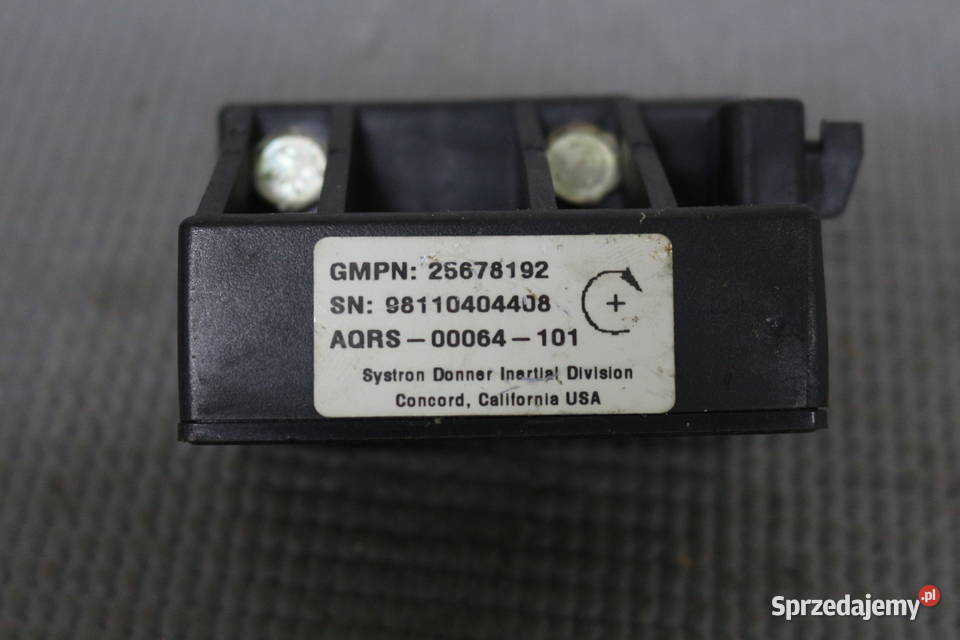 GMPN: 25678192
SN: 98110404408
+
AQRS-00064-101
Systron Donner Inertial Division
Concord, California USA
Sprzedajemy.pl